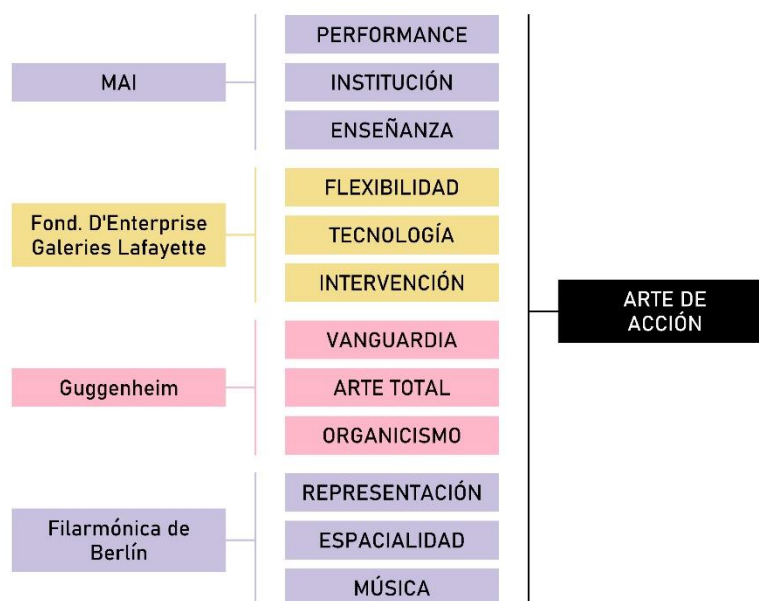 MAI
PERFORMANCE
INSTITUCIÓN
ENSEÑANZA
Fond. D'Enterprise
Galeries Lafayette
FLEXIBILIDAD
TECNOLOGÍA
INTERVENCIÓN
Guggenheim
VANGUARDIA
ARTE TOTAL
ORGANICISMO
Filarmónica de
Berlín
REPRESENTACIÓN
ESPACIALIDAD
MÚSICA
ARTE DE
ACCIÓN